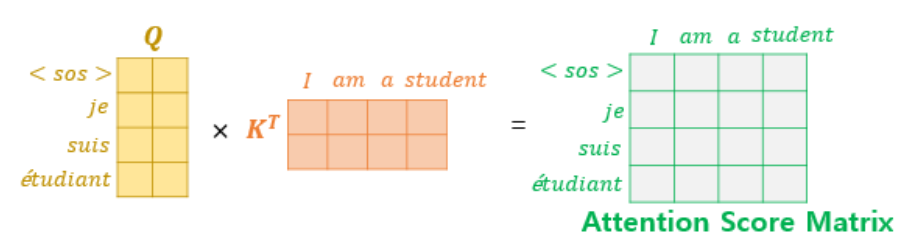 Q
< sos >
je
suis
étudiant
×
K^T
I am a student
=
I am a student
< sos >
je
suis
étudiant
Attention Score Matrix